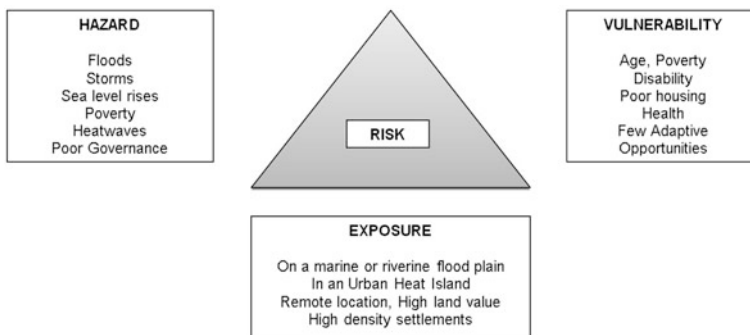 HAZARD
Floods
Storms
Sea level rises
Poverty
Heatwaves
Poor Governance
RISK
VULNERABILITY
Age, Poverty
Disability
Poor housing
Health
Few Adaptive
Opportunities
EXPOSURE
On a marine or riverine flood plain
In an Urban Heat Island
Remote location, High land value
High density settlements